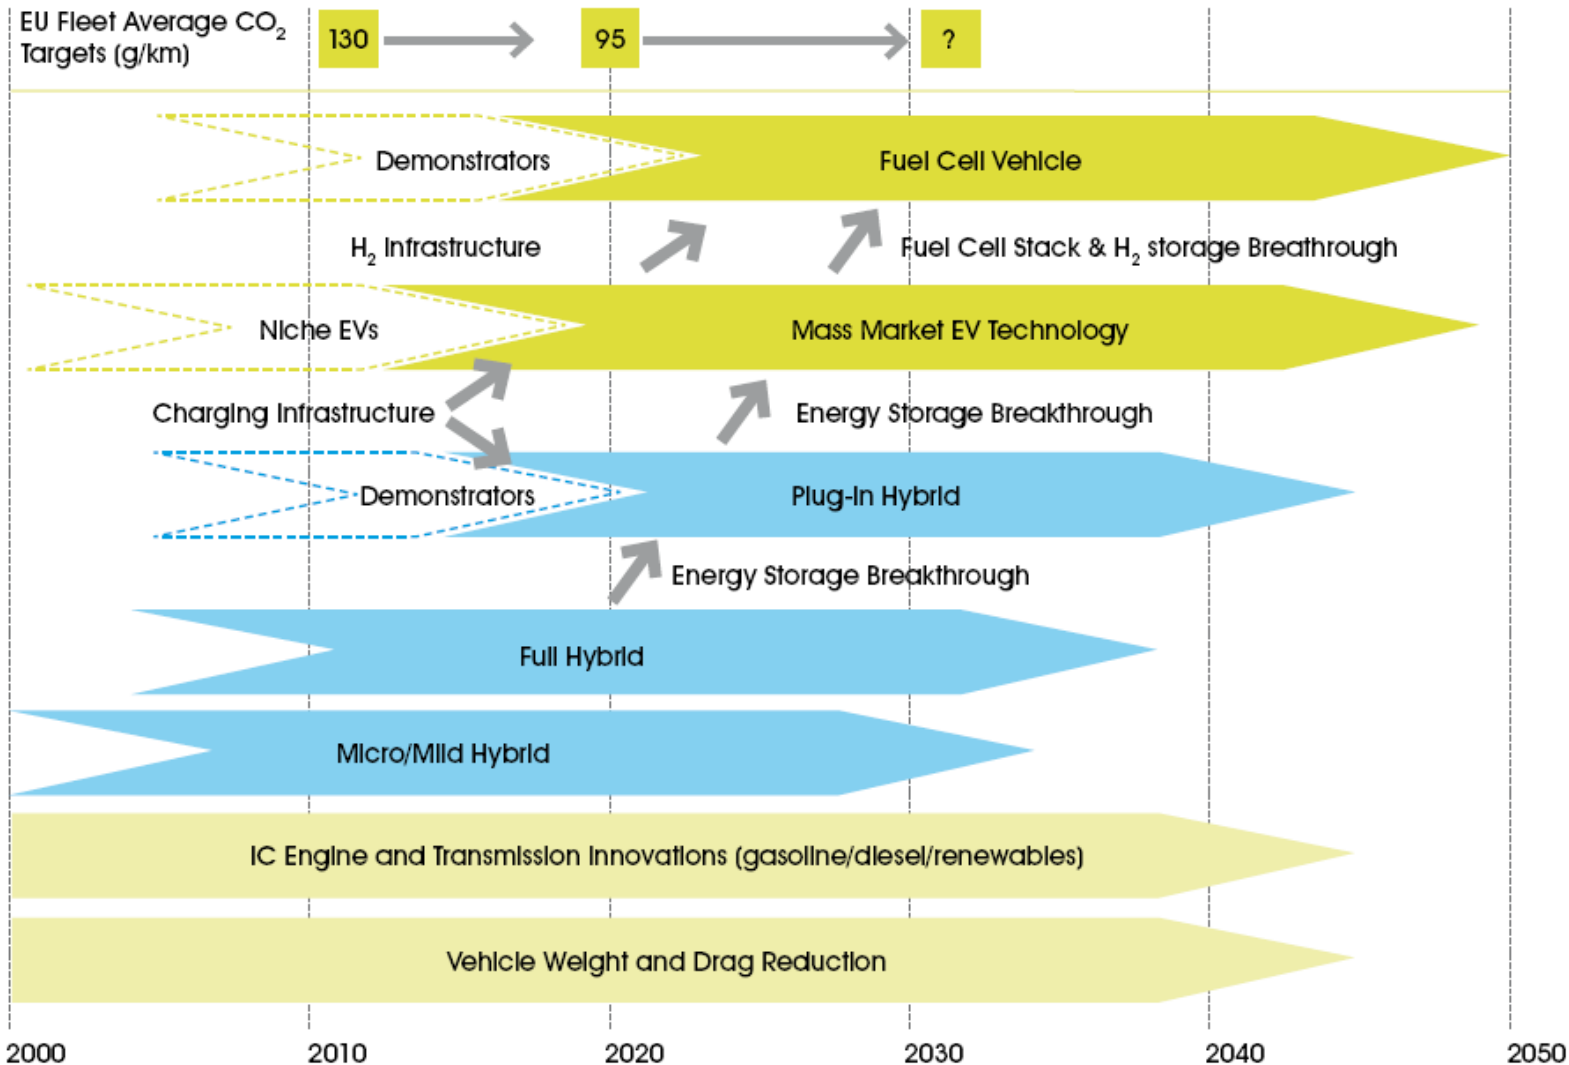 EU Fleet Average CO2
Targets (g/km)
130
95
?
Demonstrators
Fuel Cell Vehicle
H2 Infrastructure
Fuel Cell Stack & H2 storage Breathrough
Niche EVs
Mass Market EV Technology
Charging Infrastructure
Energy Storage Breakthrough
Demonstrators
Plug-In Hybrid
Energy Storage Breakthrough
Full Hybrid
Micro/Mild Hybrid
IC Engine and Transmission Innovations (gasoline/diesel/renewables)
Vehicle Weight and Drag Reduction
2000
2010
2020
2030
2040
2050